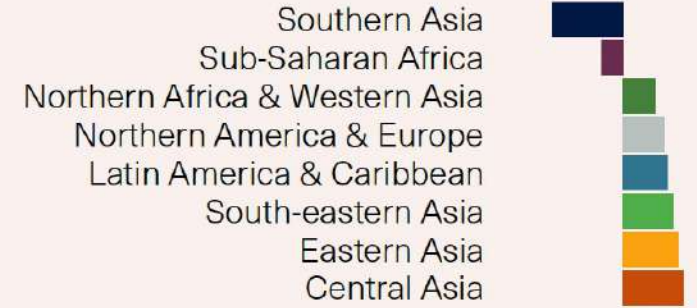 Southern Asia
Sub-Saharan Africa
Northern Africa & Western Asia
Northern America & Europe
Latin America & Caribbean
South-eastern Asia
Eastern Asia
Central Asia